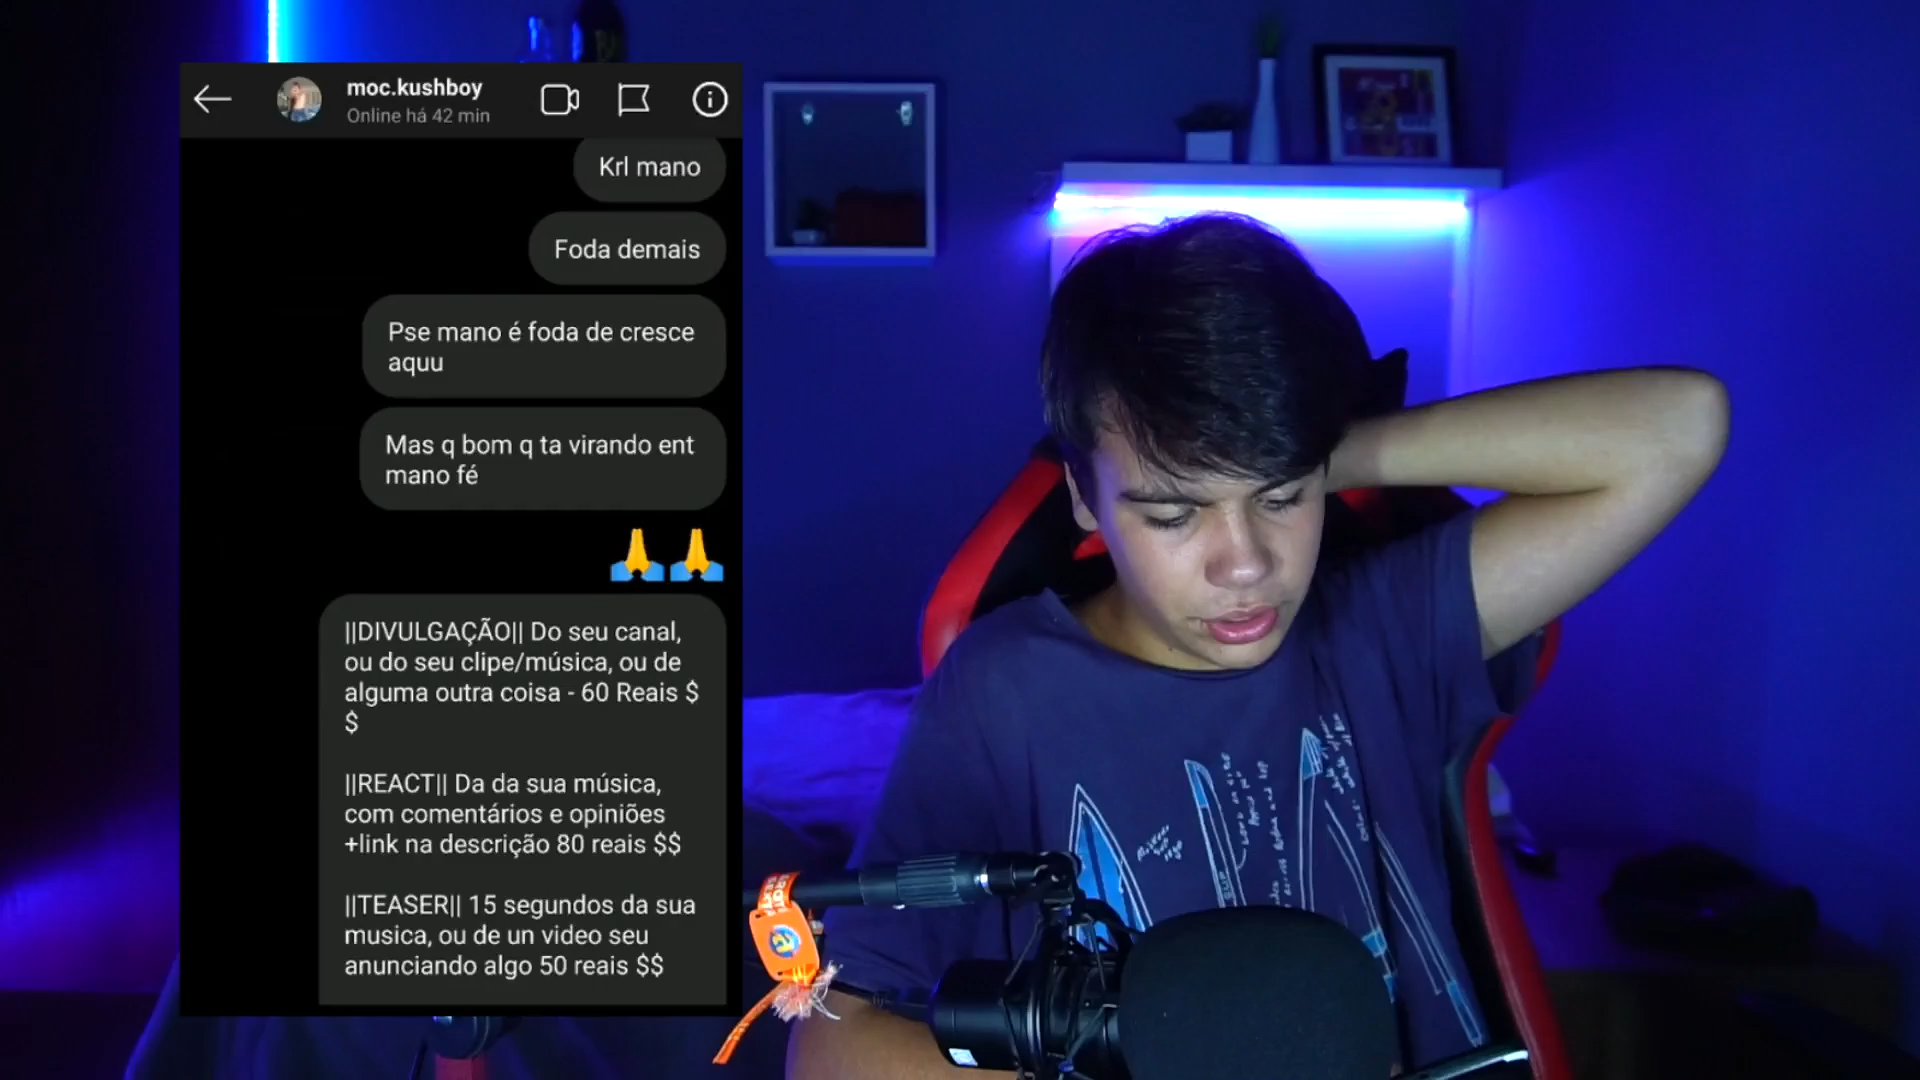 moc.kushboy
Online há 42 min
Krl mano
Foda demais
Pse mano é foda de cresce
aquu
Mas q bom q ta virando ent
mano fé
🙏🙏
||DIVULGAÇÃO|| Do seu canal,
ou do seu clipe/música, ou de
alguma outra coisa - 60 Reais $
$
||REACT|| Da da sua música,
com comentários e opiniões
+link na descrição 80 reais $$
||TEASER|| 15 segundos da sua
musica, ou de un video seu
anunciando algo 50 reais $$